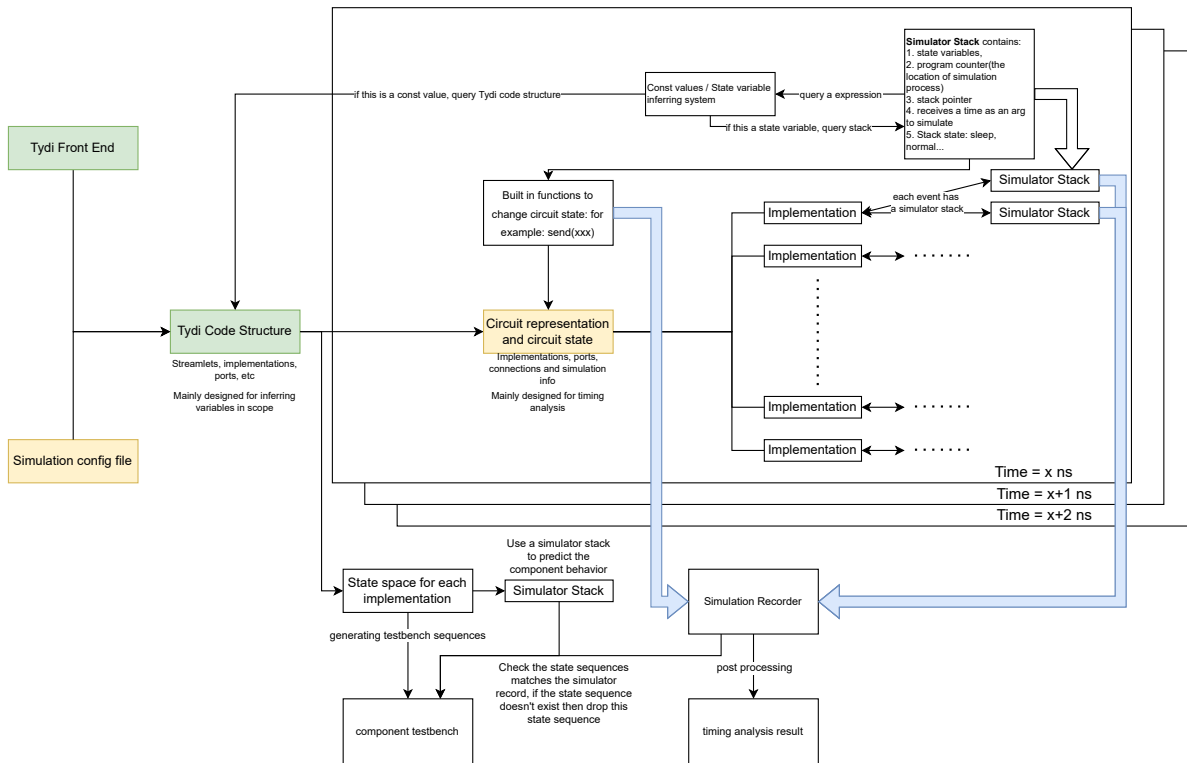 Simulator Stack contains:
1. state variables,
2. program counter(the
location of simulation
process)
3. stack pointer
4. receives a time as an arg
to simulate
5. Stack state: sleep,
normal...
Const values / State variable
inferring system
query a expression
if this is a const value, query Tydi code structure
if this a state variable, query stack
Tydi Front End
Simulator Stack
Built in functions to
change circuit state: for
example: send(xxx)
each event has
a simulator stack
Implementation
Simulator Stack
Implementation
.......
Tydi Code Structure
Streamlets, implementations,
ports, etc
Mainly designed for inferring
variables in scope
Circuit representation
and circuit state
Implementations, ports,
connections and simulation
info
Mainly designed for timing
analysis
Implementation
.......
Simulation config file
Implementation
.......
Time = x ns
Time = x+1 ns
Time = x+2 ns
Use a simulator stack
to predict the
component behavior
State space for each
implementation
Simulator Stack
Simulation Recorder
generating testbench sequences
Check the state sequences
matches the simulator
record, if the state sequence
doesn't exist then drop this
state sequence
post processing
component testbench
timing analysis result